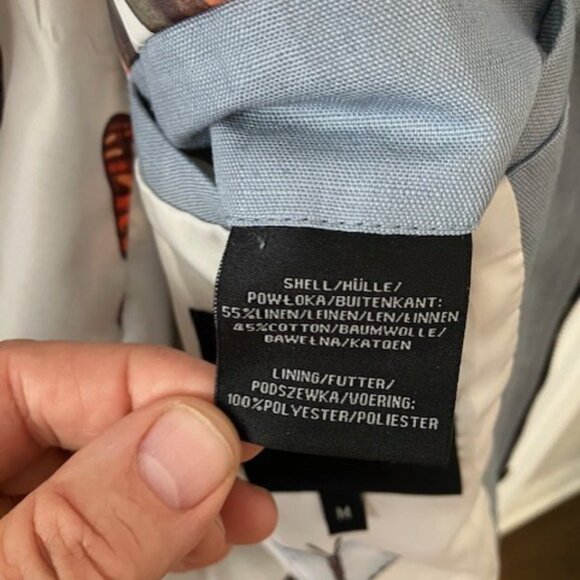 SHELL/HÜLLE/
POWŁOKA/BUITENKANT:
55%LINEN/LEINEN/LEN/ŁINNEN
45%COTTON/BAUMWOLLE/
BAWEŁNA/KATOEN
LINING/FUTTER/
PODSZEWKA/VOERING:
100%POLYESTER/POLIESTER
M